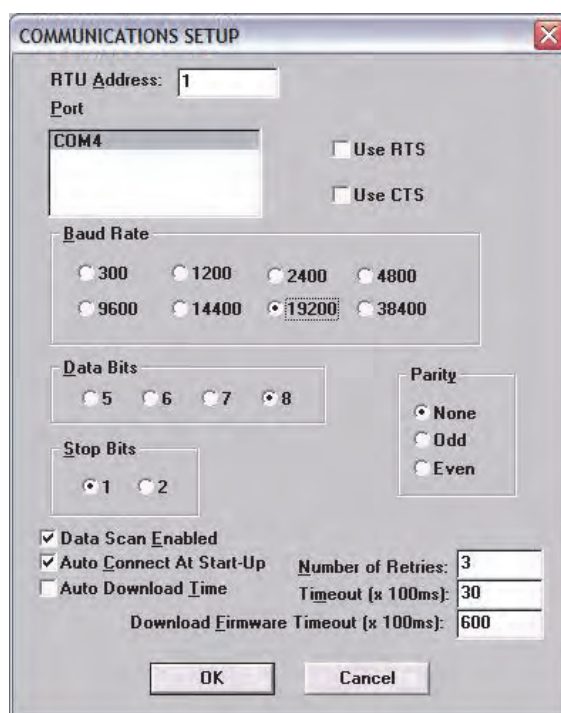 COMMUNICATIONS SETUP
RTU Address: 1
Port
COM4
Use RTS
Use CTS
Baud Rate
300 1200 2400 4800
9600 14400 19200 38400
Data Bits
5 6 7 8
Parity
None
Odd
Even
Stop Bits
1 2
Data Scan Enabled
Auto Connect At Start-Up
Auto Download Time
Number of Retries: 3
Timeout (x 100ms): 30
Download Firmware Timeout (x 100ms): 600
OK Cancel